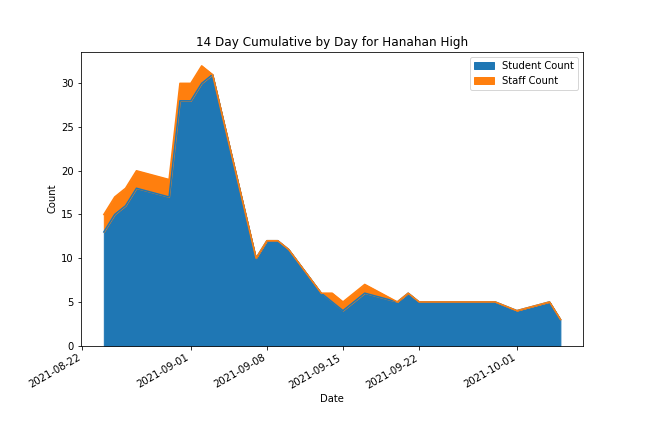 14 Day Cumulative by Day for Hanahan High
Student Count
Staff Count
30
25
20
15
10
5
0
Count
2021-08-22
2021-09-01
2021-09-08
2021-09-15
2021-09-22
2021-10-01
Date